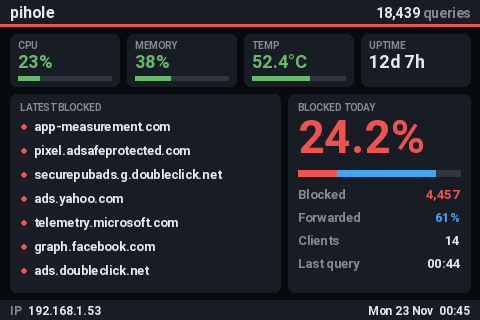 pihole 18,439 queries
CPU MEMORY TEMP UPTIME
23% 38% 52.4°C 12d 7h
LATEST BLOCKED
app-measurement.com
pixel.adsafeprotected.com
securepubads.g.doubleclick.net
ads.yahoo.com
telemetry.microsoft.com
graph.facebook.com
ads.doubleclick.net
BLOCKED TODAY
24.2%
Blocked 4,457
Forwarded 61%
Clients 14
Last query 00:44
IP 192.168.1.53 Mon 23 Nov 00:45